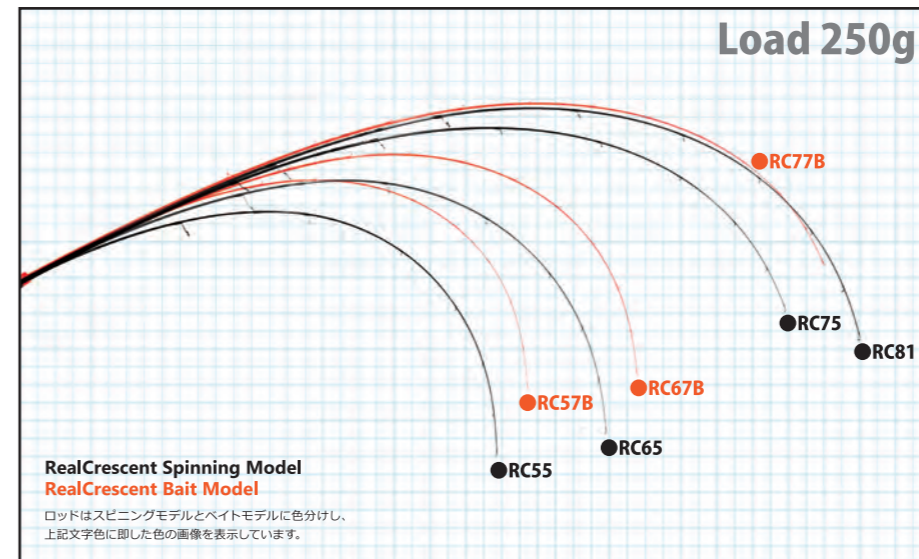 Load 250g
RC77B
RC75
RC81
RC67B
RC57B
RC65
RC55
RealCrescent Spinning Model
RealCrescent Bait Model
ロッドはスピニングモデルとベイトモデルに色分けし、
上記文字色に即した色の画像を表示しています。